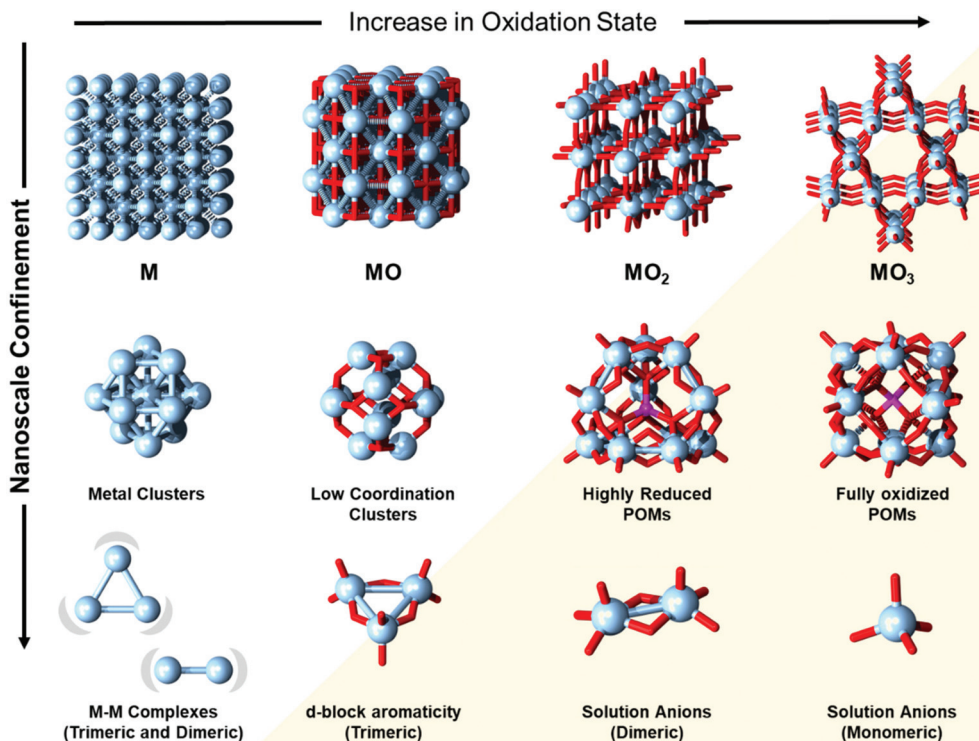 Increase in Oxidation State
Nanoscale Confinement
M
MO
MO₂
MO₃
Metal Clusters
Low Coordination
Clusters
Highly Reduced
POMs
Fully oxidized
POMs
M-M Complexes
(Trimeric and Dimeric)
d-block aromaticity
(Trimeric)
Solution Anions
(Dimeric)
Solution Anions
(Monomeric)